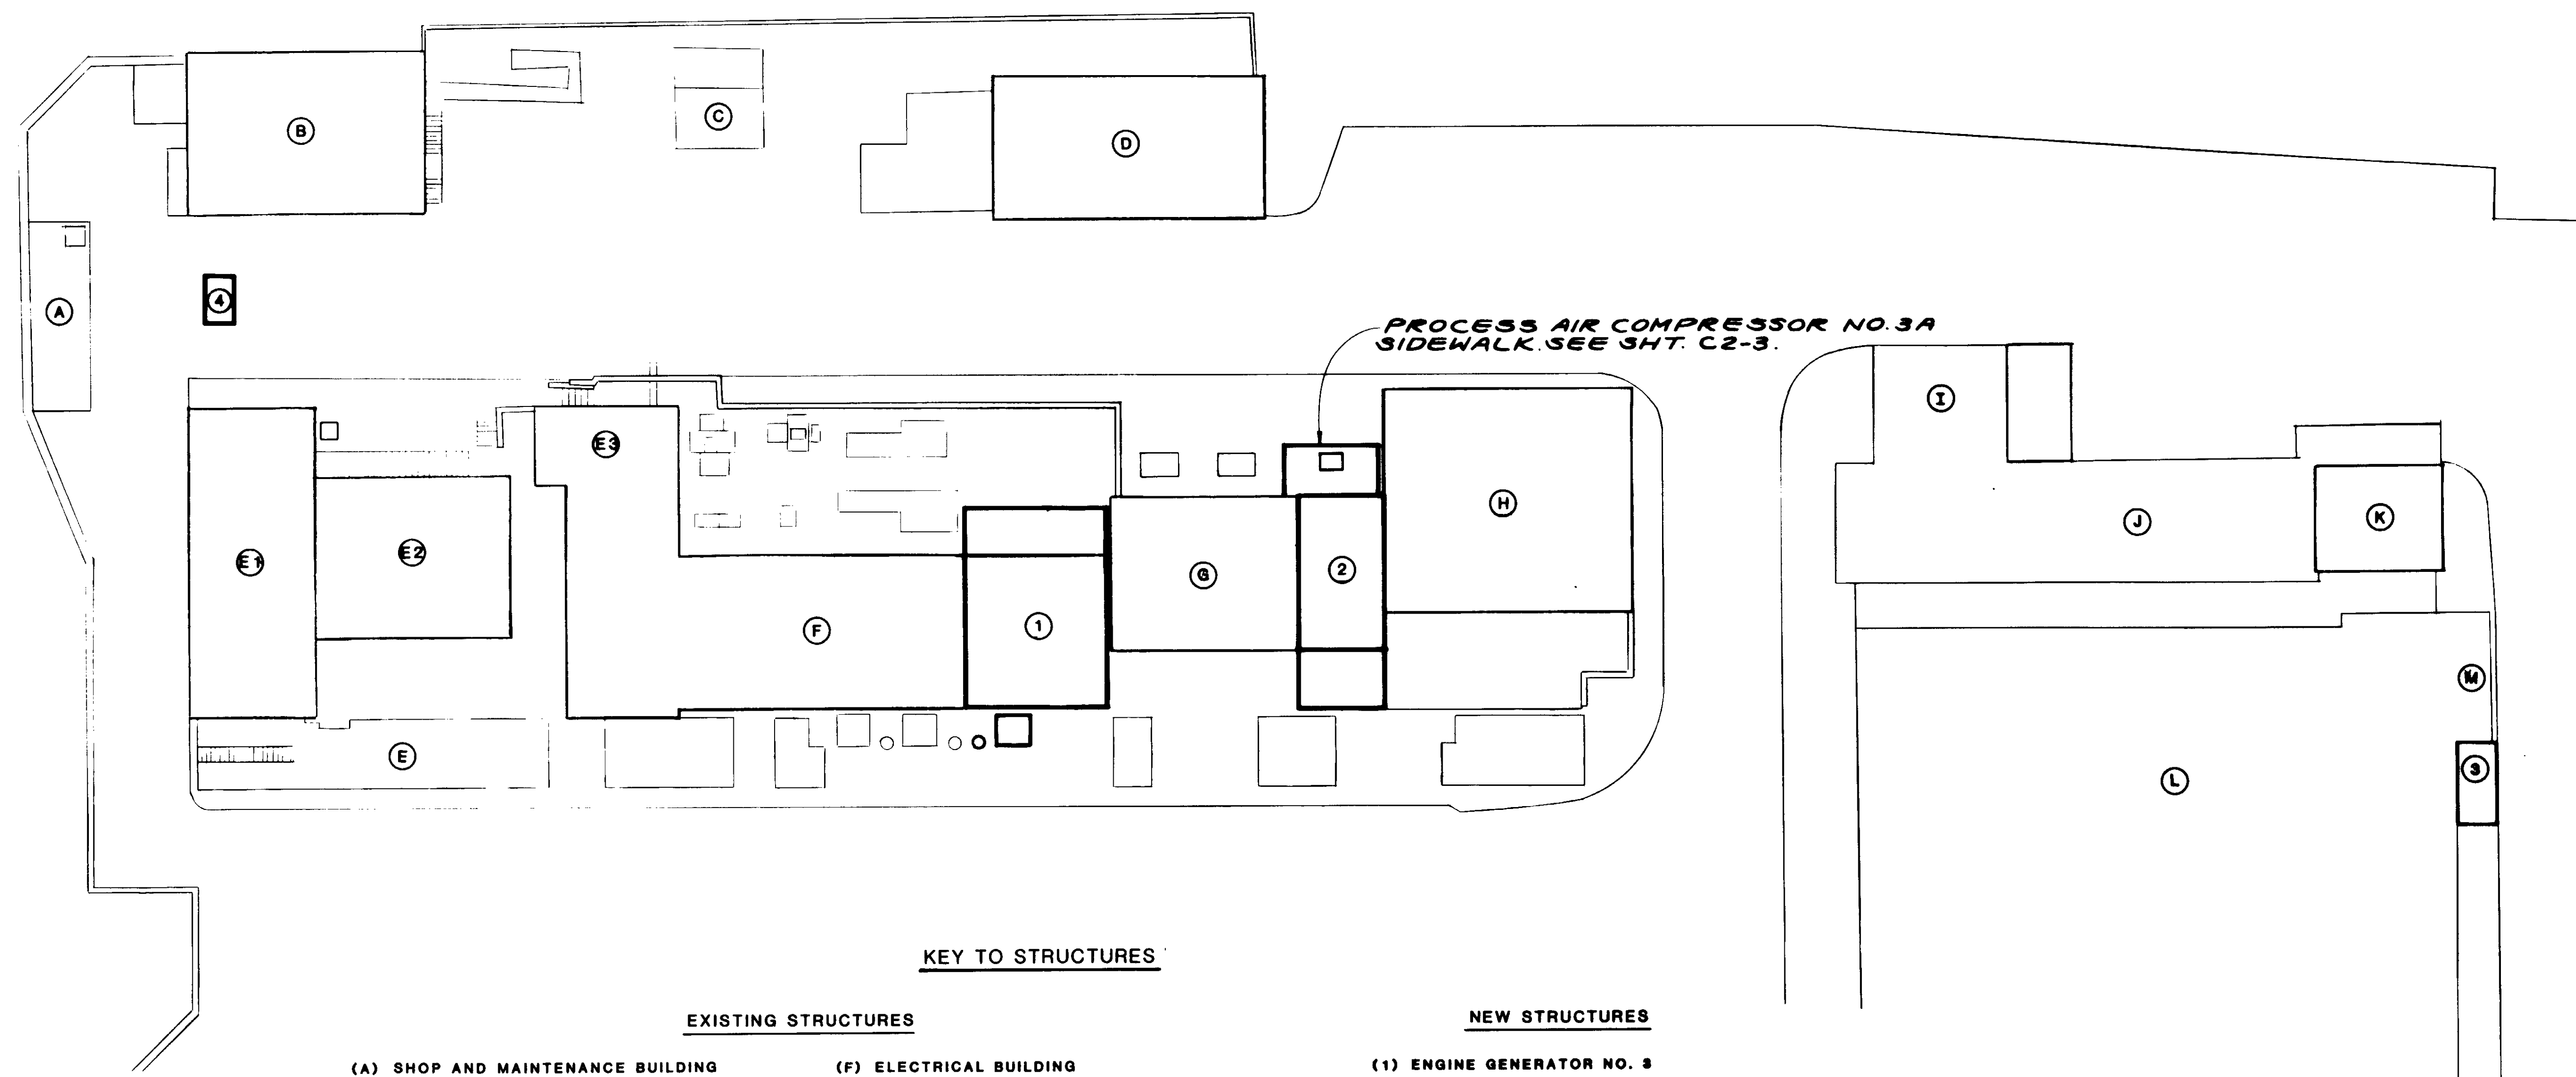 B
C
D
A
4
PROCESS AIR COMPRESSOR NO. 3A
SIDEWALK. SEE SHT. C2-3.
I
E3
H
K
J
E1
E2
G
2
F
1
M
E
3
L
KEY TO STRUCTURES
EXISTING STRUCTURES
NEW STRUCTURES
(A) SHOP AND MAINTENANCE BUILDING
(F) ELECTRICAL BUILDING
(1) ENGINE GENERATOR NO. 3